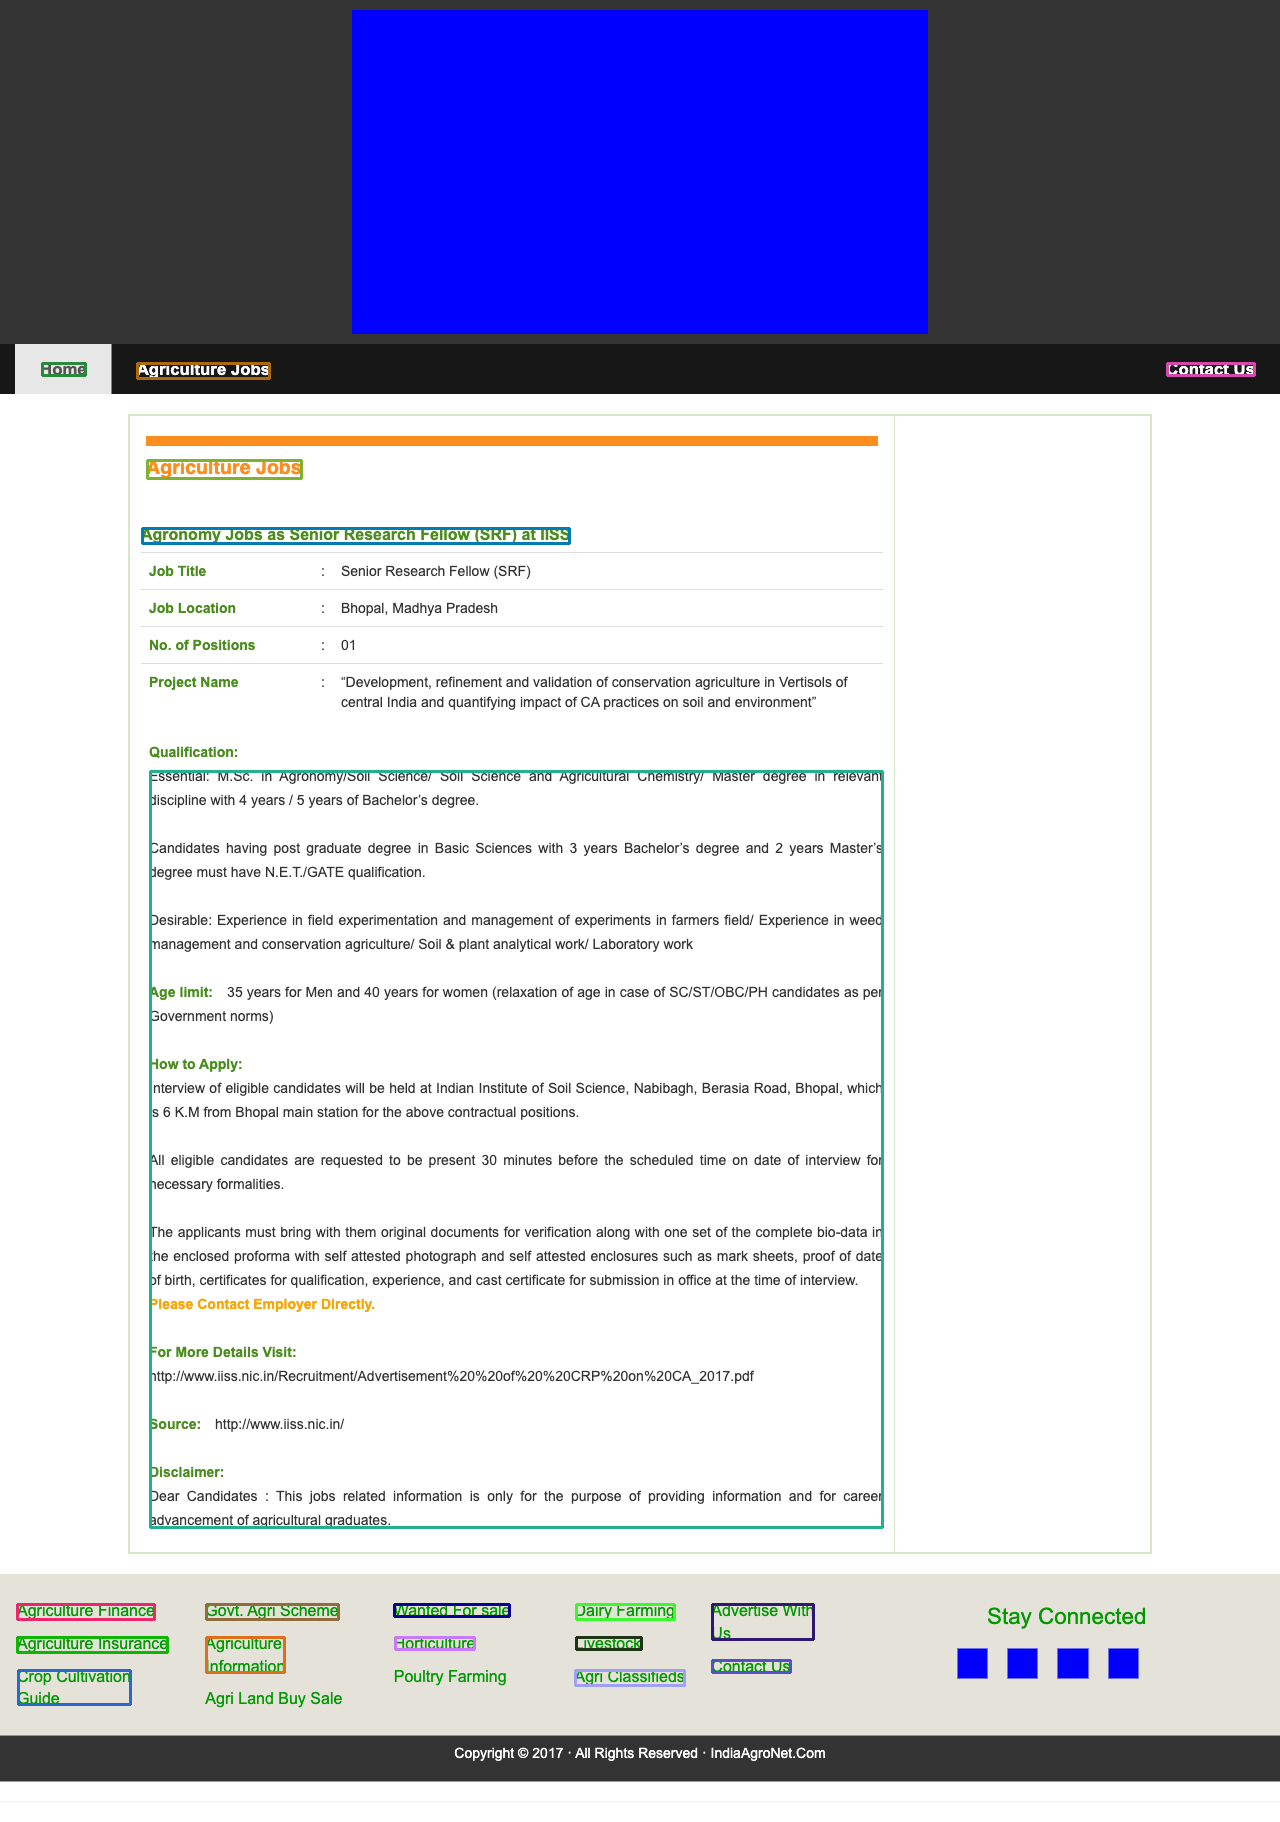 Home
Agriculture Jobs
Contact Us
Agriculture Jobs
Agronomy Jobs as Senior Research Fellow (SRF) at IISS
Job Title : Senior Research Fellow (SRF)
Job Location : Bhopal, Madhya Pradesh
No. of Positions : 01
Project Name : “Development, refinement and validation of conservation agriculture in Vertisols of
central India and quantifying impact of CA practices on soil and environment”
Qualification:
Essential: M.Sc. in Agronomy/Soil Science/ Soil Science and Agricultural Chemistry/ Master degree in relevant
discipline with 4 years / 5 years of Bachelor’s degree.
Candidates having post graduate degree in Basic Sciences with 3 years Bachelor’s degree and 2 years Master’s
degree must have N.E.T./GATE qualification.
Desirable: Experience in field experimentation and management of experiments in farmers field/ Experience in weed
management and conservation agriculture/ Soil & plant analytical work/ Laboratory work
Age limit: 35 years for Men and 40 years for women (relaxation of age in case of SC/ST/OBC/PH candidates as per
Government norms)
How to Apply:
Interview of eligible candidates will be held at Indian Institute of Soil Science, Nabibagh, Berasia Road, Bhopal, which
is 6 K.M from Bhopal main station for the above contractual positions.
All eligible candidates are requested to be present 30 minutes before the scheduled time on date of interview for
necessary formalities.
The applicants must bring with them original documents for verification along with one set of the complete bio-data in
the enclosed proforma with self attested photograph and self attested enclosures such as mark sheets, proof of date
of birth, certificates for qualification, experience, and cast certificate for submission in office at the time of interview.
Please Contact Employer Directly.
For More Details Visit:
http://www.iiss.nic.in/Recruitment/Advertisement%20%20of%20%20CRP%20on%20CA_2017.pdf
Source: http://www.iiss.nic.in/
Disclaimer:
Dear Candidates : This jobs related information is only for the purpose of providing information and for career
advancement of agricultural graduates.
Agriculture Finance
Agriculture Insurance
Crop Cultivation
Guide
Govt. Agri Scheme
Agriculture
Information
Agri Land Buy Sale
Wanted For sale
Horticulture
Poultry Farming
Dairy Farming
Livestock
Agri Classifieds
Advertise With
Us
Contact Us
Stay Connected
Copyright © 2017 · All Rights Reserved · IndiaAgroNet.Com